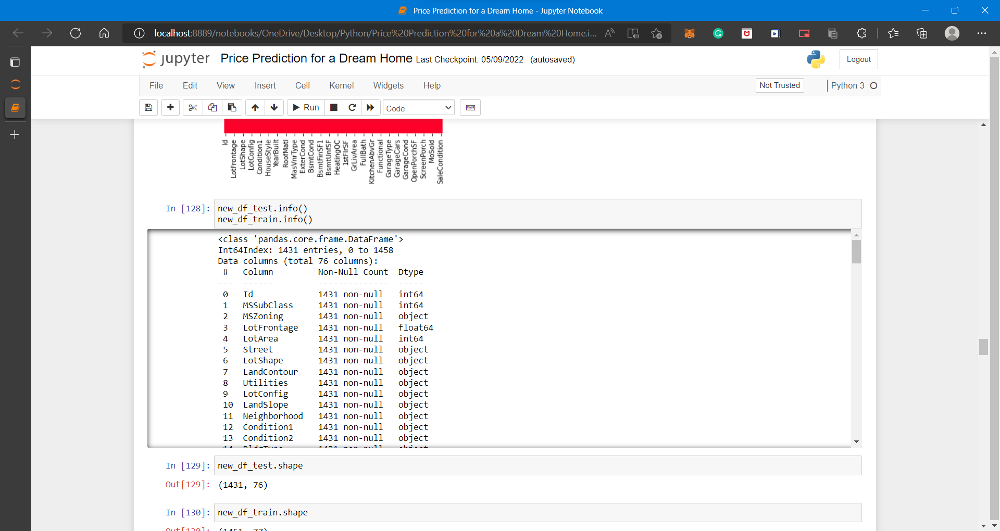 Price Prediction for a Dream Home - Jupyter Notebook
localhost:8889/notebooks/OneDrive/Desktop/Python/Price%20Prediction%20for%20a%20Dream%20Home.i...
jupyter Price Prediction for a Dream Home Last Checkpoint: 05/09/2022 (autosaved)
Logout
File Edit View Insert Cell Kernel Widgets Help
Not Trusted
Python 3
Run
Code
Id
LotFrontage
LotShape
LotConfig
Condition1
HouseStyle
YearBuilt
RoofMatl
MasVnrType
ExterCond
BsmtCond
BsmtFinSF1
BsmtUnfSF
HeatingQC
1stFlrSF
GrLivArea
FullBath
KitchenAbvGr
Functional
GarageType
GarageCars
GarageCond
OpenPorchSF
ScreenPorch
MoSold
SaleCondition
In [128]: new_df_test.info()
new_df_train.info()
<class 'pandas.core.frame.DataFrame'>
Int64Index: 1431 entries, 0 to 1458
Data columns (total 76 columns):
# Column Non-Null Count Dtype
--- ------ -------------- -----
0 Id 1431 non-null int64
1 MSSubClass 1431 non-null int64
2 MSZoning 1431 non-null object
3 LotFrontage 1431 non-null float64
4 LotArea 1431 non-null int64
5 Street 1431 non-null object
6 LotShape 1431 non-null object
7 LandContour 1431 non-null object
8 Utilities 1431 non-null object
9 LotConfig 1431 non-null object
10 LandSlope 1431 non-null object
11 Neighborhood 1431 non-null object
12 Condition1 1431 non-null object
13 Condition2 1431 non-null object
14 BldgType 1431 non-null object
In [129]: new_df_test.shape
Out[129]: (1431, 76)
In [130]: new_df_train.shape
Out[130]: (1451, 77)